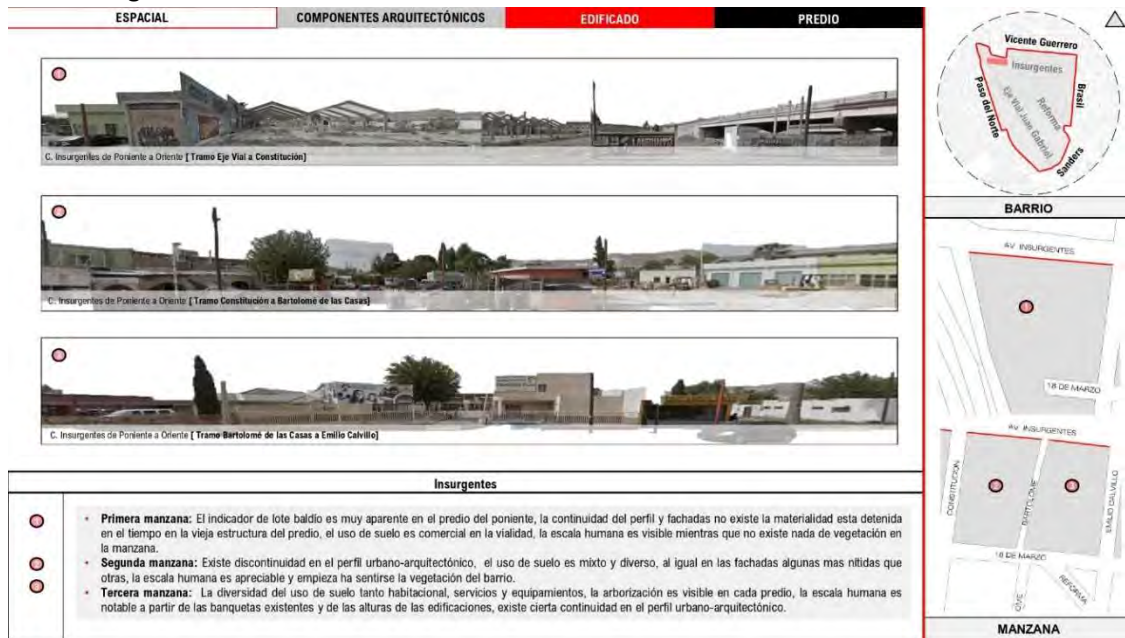 ESPACIAL
COMPONENTES ARQUITECTÓNICOS
EDIFICADO
PREDIO
1
C. Insurgentes de Poniente a Oriente [ Tramo Eje Vial a Constitución]
C. Insurgentes de Poniente a Oriente [ Tramo Constitución a Bartolomé de las Casas]
C. Insurgentes de Poniente a Oriente [ Tramo Bartolomé de las Casas a Emilio Calvillo]
Vicente Guerrero
Insurgentes
Brasil
Reforma
Paso del Norte
Eje Vial Juan Gabriel
Sanders
BARRIO
AV. INSURGENTES
1
18 DE MARZO
AV. INSURGENTES
CONSTITUCION
2
BARTOLOME
3
EMILIO CALVILLO
18 DE MARZO
REFORMA
OME
MANZANA
Insurgentes
1
• Primera manzana: El indicador de lote baldío es muy aparente en el predio del poniente, la continuidad del perfil y fachadas no existe la materialidad esta detenida
en el tiempo en la vieja estructura del predio, el uso de suelo es comercial en la vialidad, la escala humana es visible mientras que no existe nada de vegetación en
la manzana.
• Segunda manzana: Existe discontinuidad en el perfil urbano-arquitectónico, el uso de suelo es mixto y diverso, al igual en las fachadas algunas mas nítidas que
otras, la escala humana es apreciable y empieza ha sentirse la vegetación del barrio.
• Tercera manzana: La diversidad del uso de suelo tanto habitacional, servicios y equipamientos, la arborización es visible en cada predio, la escala humana es
notable a partir de las banquetas existentes y de las alturas de las edificaciones, existe cierta continuidad en el perfil urbano-arquitectónico.